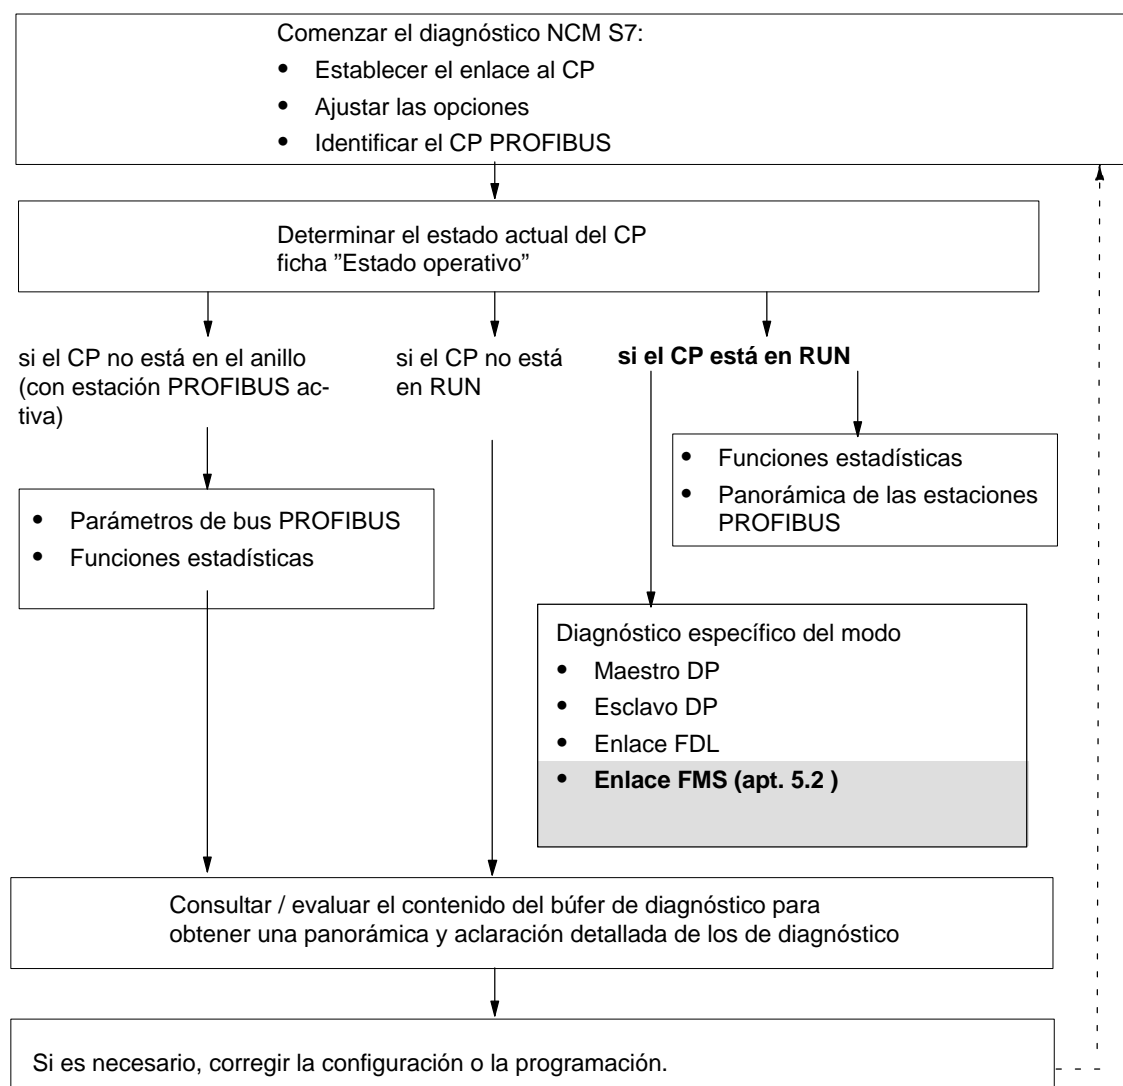 Comenzar el diagnóstico NCM S7:
• Establecer el enlace al CP
• Ajustar las opciones
• Identificar el CP PROFIBUS
Determinar el estado actual del CP
ficha ”Estado operativo”
si el CP no está en el anillo
(con estación PROFIBUS ac-
tiva)
si el CP no está
en RUN
si el CP está en RUN
• Funciones estadísticas
• Panorámica de las estaciones
PROFIBUS
• Parámetros de bus PROFIBUS
• Funciones estadísticas
Diagnóstico específico del modo
• Maestro DP
• Esclavo DP
• Enlace FDL
• Enlace FMS (apt. 5.2 )
Consultar / evaluar el contenido del búfer de diagnóstico para
obtener una panorámica y aclaración detallada de los de diagnóstico
Si es necesario, corregir la configuración o la programación.